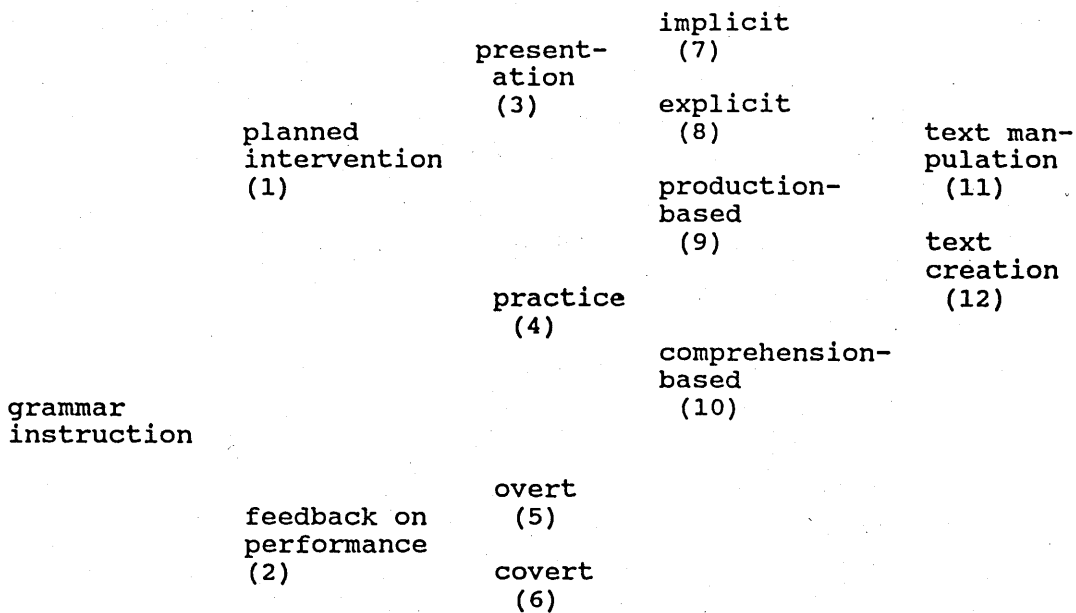 implicit
(7)
present-
ation
(3)
explicit
(8)
planned
intervention
(1)
text man-
pulation
(11)
production-
based
(9)
text
creation
(12)
practice
(4)
comprehension-
based
(10)
grammar
instruction
overt
(5)
feedback on
performance
(2)
covert
(6)